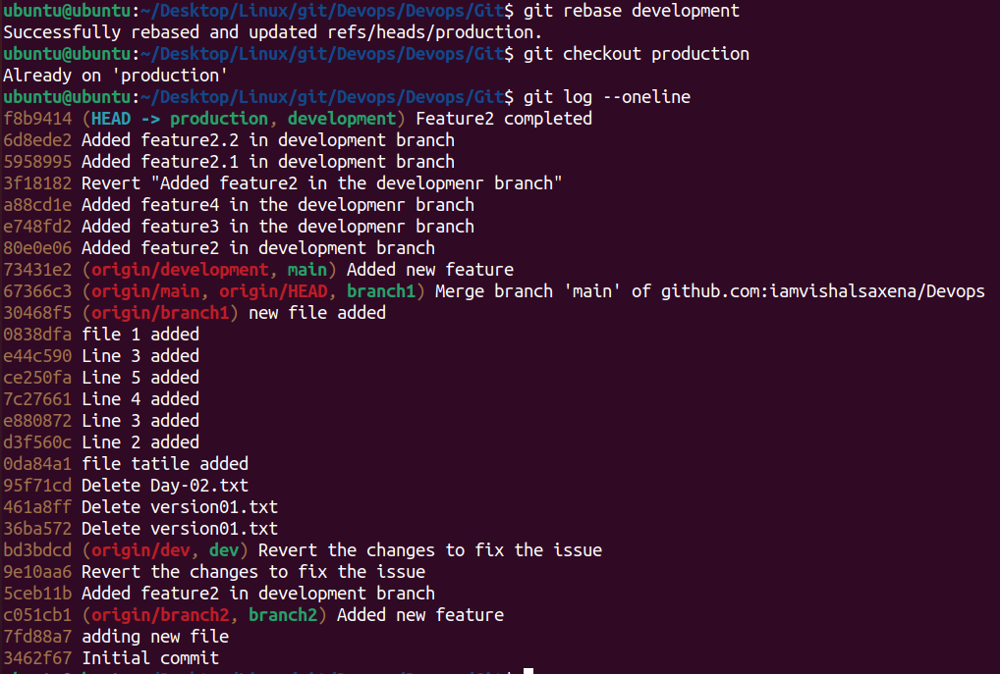 ubuntu@ubuntu:~/Desktop/Linux/git/Devops/Devops/Git$ git rebase development
Successfully rebased and updated refs/heads/production.
ubuntu@ubuntu:~/Desktop/Linux/git/Devops/Devops/Git$ git checkout production
Already on 'production'
ubuntu@ubuntu:~/Desktop/Linux/git/Devops/Devops/Git$ git log --oneline
f8b9414 (HEAD -> production, development) Feature2 completed
6d8ede2 Added feature2.2 in development branch
5958995 Added feature2.1 in development branch
3f18182 Revert "Added feature2 in the developmenr branch"
a88cd1e Added feature4 in the developmenr branch
e748fd2 Added feature3 in the developmenr branch
80e0e06 Added feature2 in development branch
73431e2 (origin/development, main) Added new feature
67366c3 (origin/main, origin/HEAD, branch1) Merge branch 'main' of github.com:iamvishalsaxena/Devops
30468f5 (origin/branch1) new file added
0838dfa file 1 added
e44c590 Line 3 added
ce250fa Line 5 added
7c27661 Line 4 added
e880872 Line 3 added
d3f560c Line 2 added
0da84a1 file tatile added
95f71cd Delete Day-02.txt
461a8ff Delete version01.txt
36ba572 Delete version01.txt
bd3bdcd (origin/dev, dev) Revert the changes to fix the issue
9e10aa6 Revert the changes to fix the issue
5ceb11b Added feature2 in development branch
c051cb1 (origin/branch2, branch2) Added new feature
7fd88a7 adding new file
3462f67 Initial commit